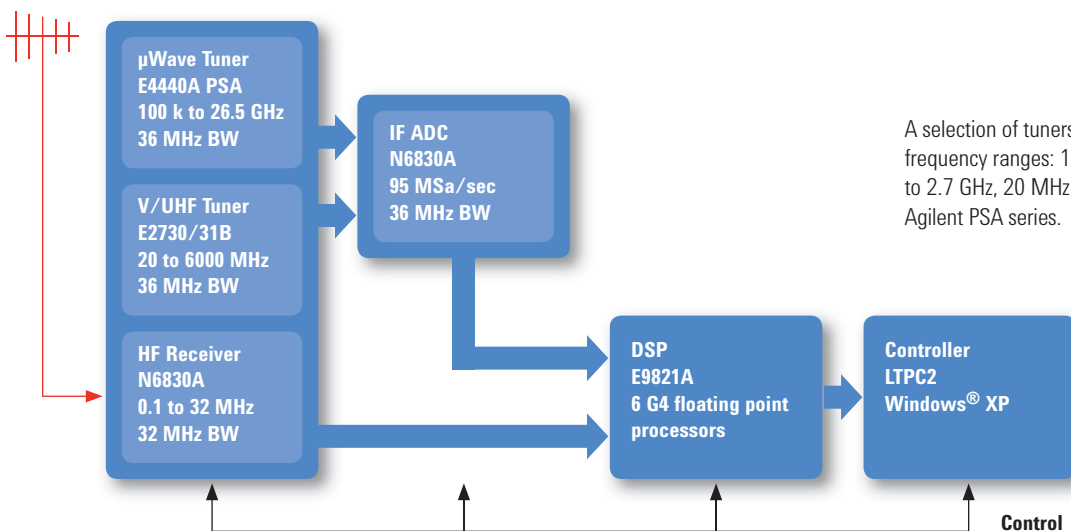 µWave Tuner
E4440A PSA
100 k to 26.5 GHz
36 MHz BW
V/UHF Tuner
E2730/31B
20 to 6000 MHz
36 MHz BW
HF Receiver
N6830A
0.1 to 32 MHz
32 MHz BW
IF ADC
N6830A
95 MSa/sec
36 MHz BW
A selection of tuners
frequency ranges: 1
to 2.7 GHz, 20 MHz
Agilent PSA series.
DSP
E9821A
6 G4 floating point
processors
Controller
LTPC2
Windows® XP
Control